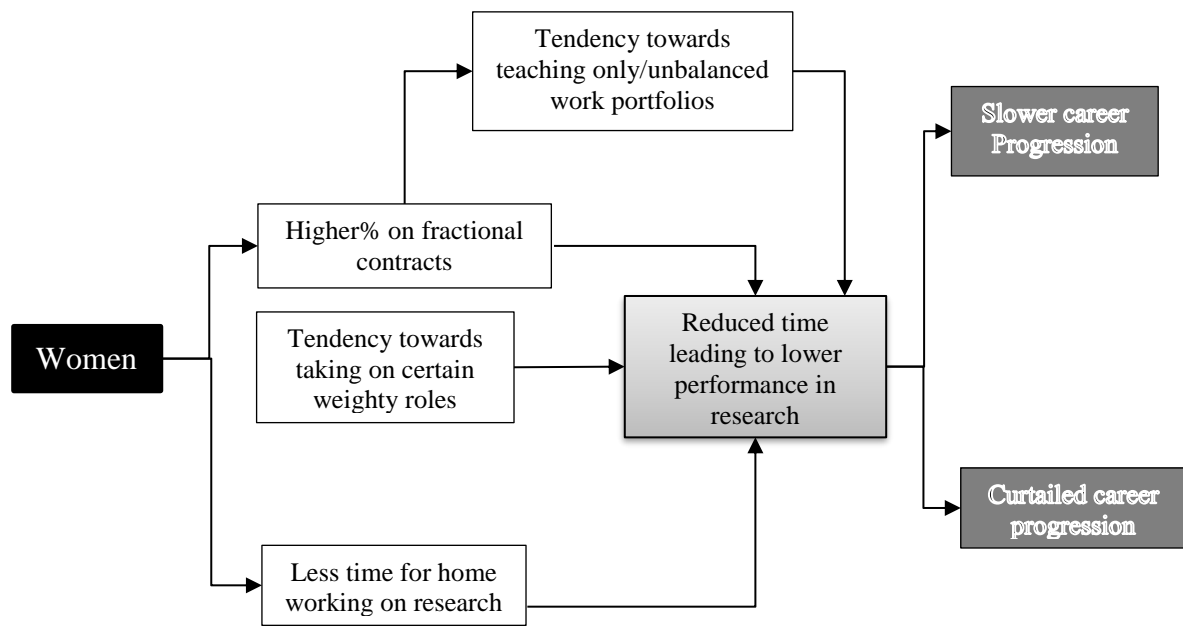 Tendency towards
teaching only/unbalanced
work portfolios
Slower career
Progression
Higher% on fractional
contracts
Women
Tendency towards
taking on certain
weighty roles
Reduced time
leading to lower
performance in
research
Curtailed career
progression
Less time for home
working on research